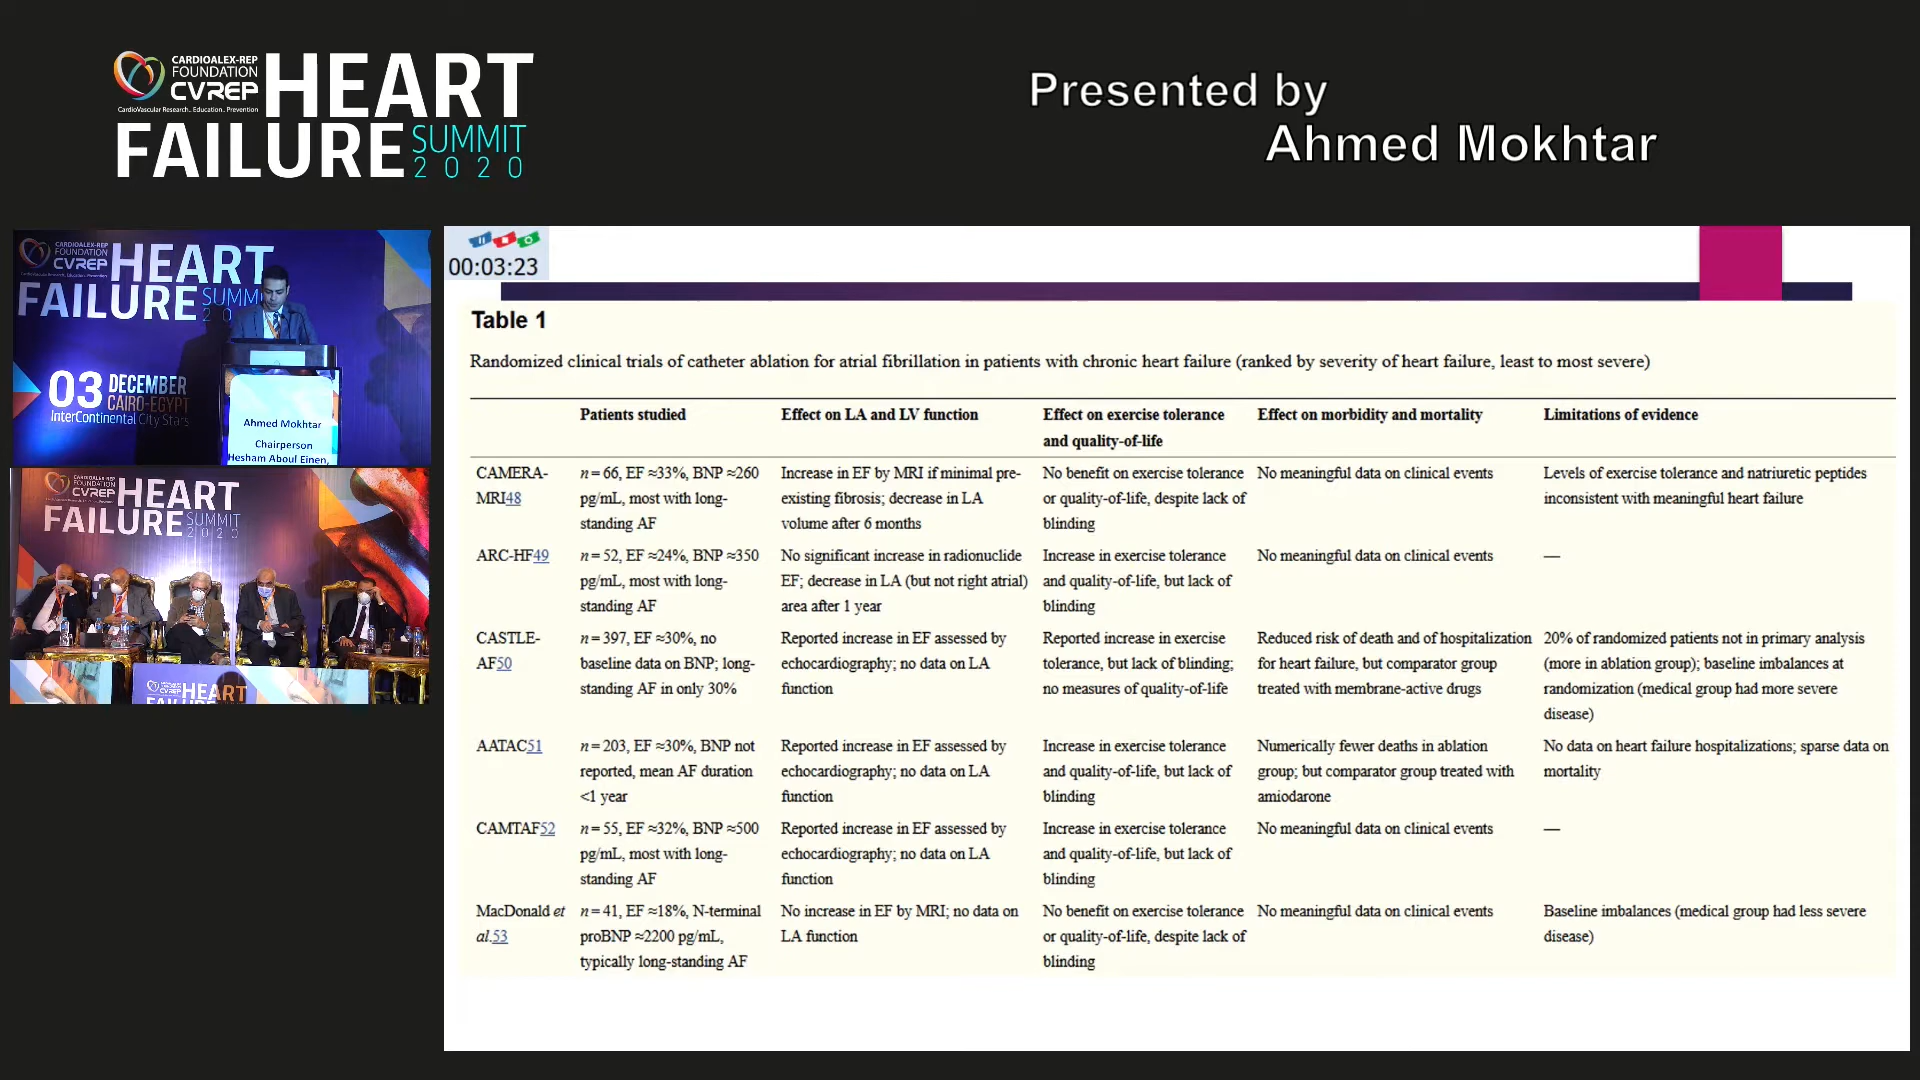 CARDIOALEX-REP
FOUNDATION
CVREP
CardioVascular Research. Education. Prevention
HEART
FAILURE
SUMMIT
2020
Presented by
Ahmed Mokhtar
CARDIOALEX-REP
FOUNDATION
CVREP
HEART
FAILURE
SUMM
20
03 DECEMBER
CAIRO-EGYPT
InterContinental City Stars
Ahmed Mokhtar
Chairperson
Hesham Aboul Einen,
CARDIOALEX-REP
FOUNDATION
CVREP
HEART
FAILURE
SUMMIT
2020
CVREP
HEART
00:03:23
Table 1
Randomized clinical trials of catheter ablation for atrial fibrillation in patients with chronic heart failure (ranked by severity of heart failure, least to most severe)
Patients studied
Effect on LA and LV function
Effect on exercise tolerance
and quality-of-life
Effect on morbidity and mortality
Limitations of evidence
CAMERA-
MRI48
n = 66, EF ≈33%, BNP ≈260
pg/mL, most with long-
standing AF
Increase in EF by MRI if minimal pre-
existing fibrosis; decrease in LA
volume after 6 months
No benefit on exercise tolerance
or quality-of-life, despite lack of
blinding
No meaningful data on clinical events
Levels of exercise tolerance and natriuretic peptides
inconsistent with meaningful heart failure
ARC-HF49
n = 52, EF ≈24%, BNP ≈350
pg/mL, most with long-
standing AF
No significant increase in radionuclide
EF; decrease in LA (but not right atrial)
area after 1 year
Increase in exercise tolerance
and quality-of-life, but lack of
blinding
No meaningful data on clinical events
—
CASTLE-
AF50
n = 397, EF ≈30%, no
baseline data on BNP; long-
standing AF in only 30%
Reported increase in EF assessed by
echocardiography; no data on LA
function
Reported increase in exercise
tolerance, but lack of blinding;
no measures of quality-of-life
Reduced risk of death and of hospitalization
for heart failure, but comparator group
treated with membrane-active drugs
20% of randomized patients not in primary analysis
(more in ablation group); baseline imbalances at
randomization (medical group had more severe
disease)
AATAC51
n = 203, EF ≈30%, BNP not
reported, mean AF duration
<1 year
Reported increase in EF assessed by
echocardiography; no data on LA
function
Increase in exercise tolerance
and quality-of-life, but lack of
blinding
Numerically fewer deaths in ablation
group; but comparator group treated with
amiodarone
No data on heart failure hospitalizations; sparse data on
mortality
CAMTAF52
n = 55, EF ≈32%, BNP ≈500
pg/mL, most with long-
standing AF
Reported increase in EF assessed by
echocardiography; no data on LA
function
Increase in exercise tolerance
and quality-of-life, but lack of
blinding
No meaningful data on clinical events
—
MacDonald et
al.53
n = 41, EF ≈18%, N-terminal
proBNP ≈2200 pg/mL,
typically long-standing AF
No increase in EF by MRI; no data on
LA function
No benefit on exercise tolerance
or quality-of-life, despite lack of
blinding
No meaningful data on clinical events
Baseline imbalances (medical group had less severe
disease)